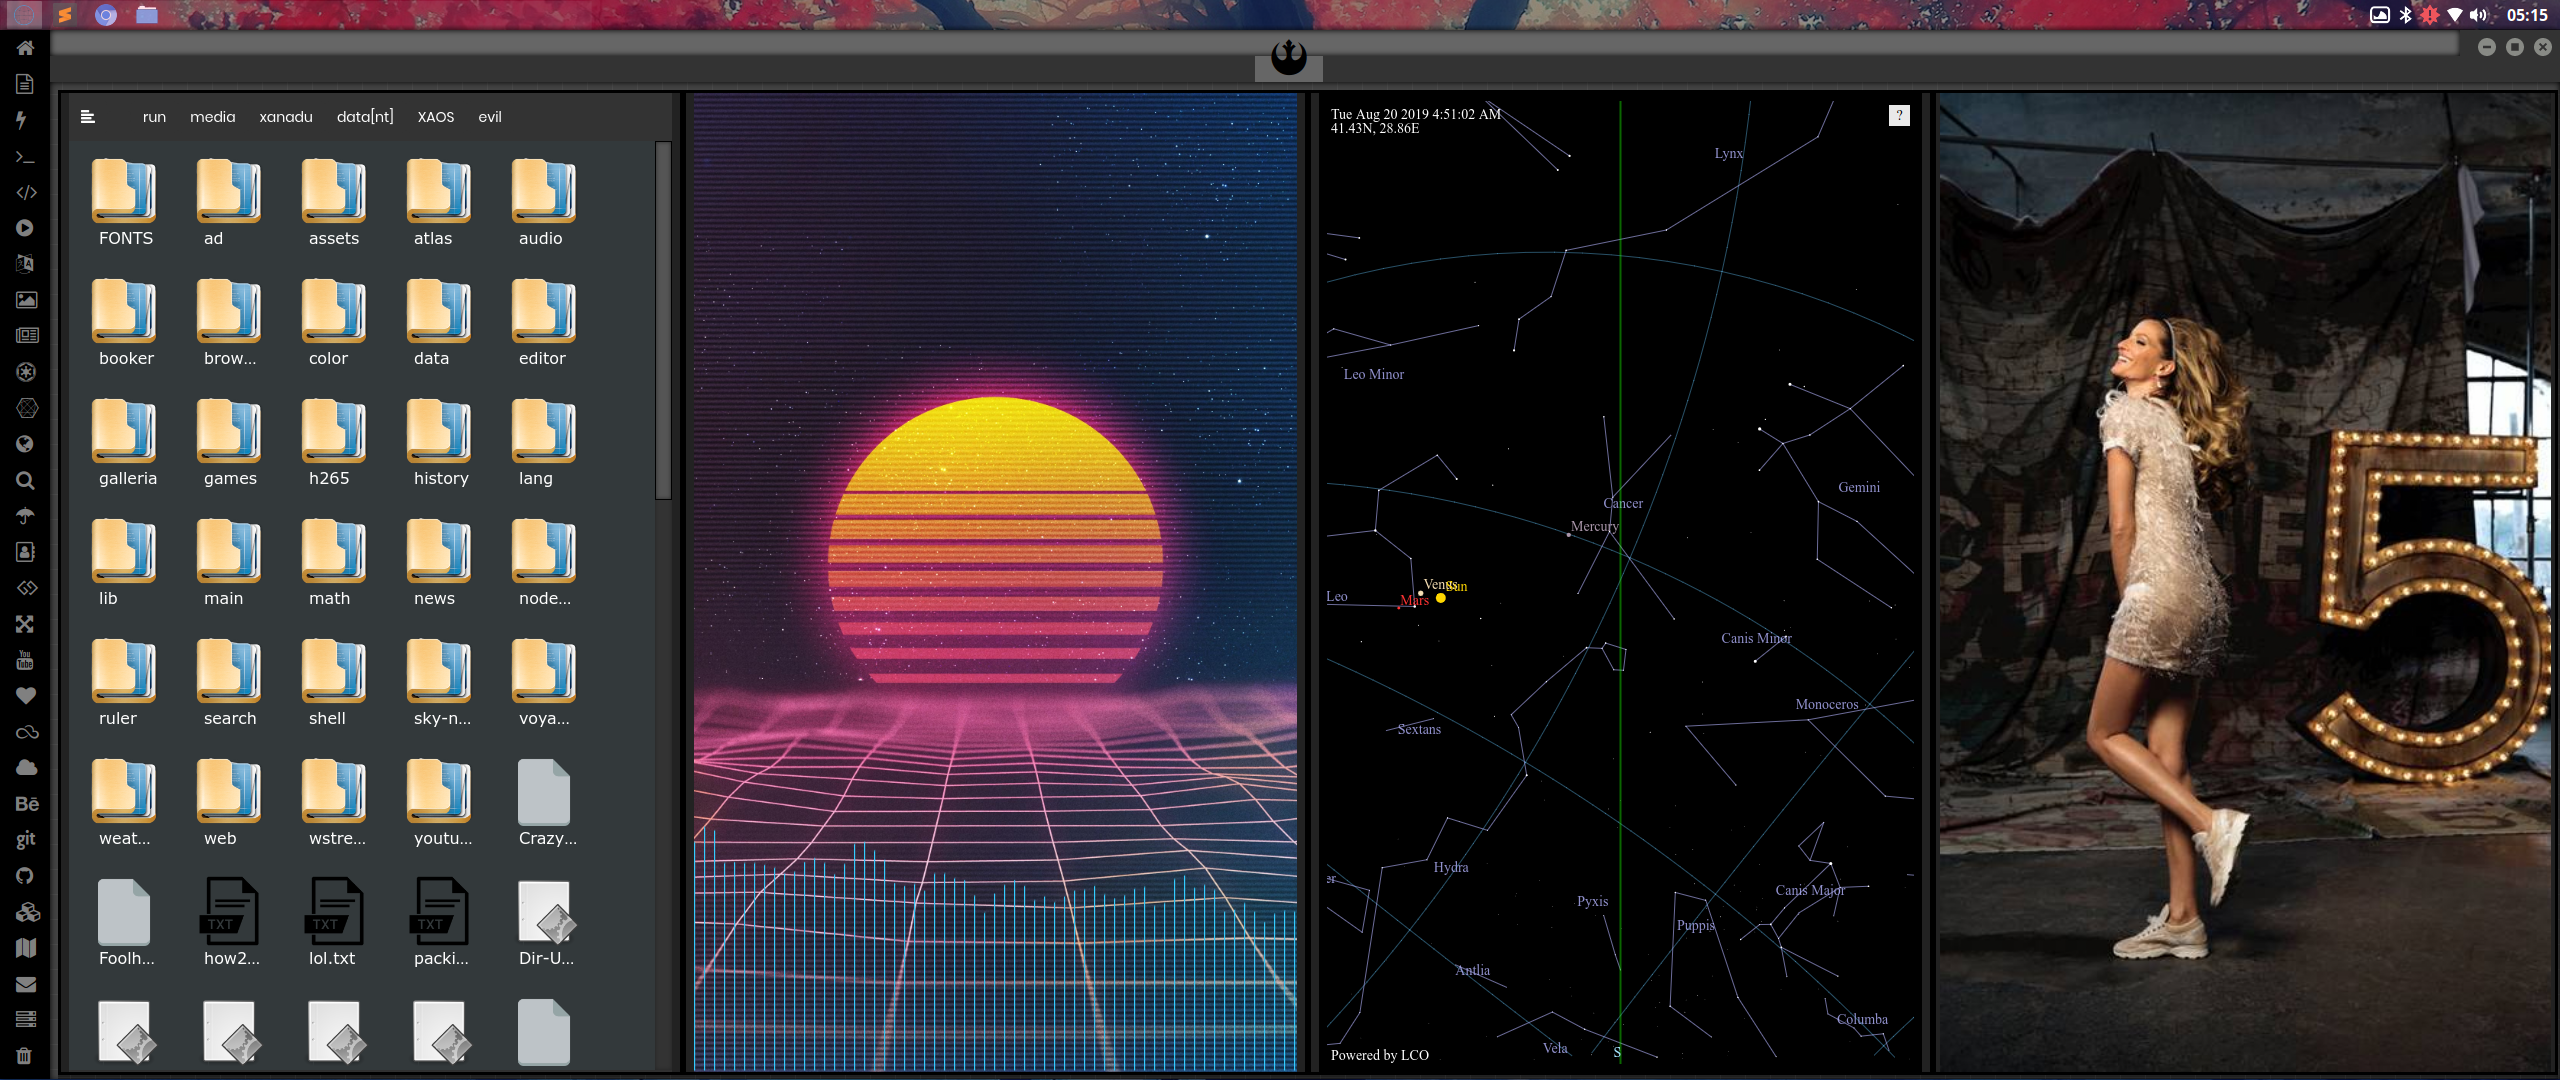 05:15
run media xanadu data[nt] XAOS evil
FONTS ad assets atlas audio
booker brow... color data editor
galleria games h265 history lang
lib main math news node...
ruler search shell sky-n... voya...
weat... web wstre... youtu... Crazy...
TXT TXT TXT
Foolh... how2... lol.txt packi... Dir-U...
You
Tube
Bē
git
Tue Aug 20 2019 4:51:02 AM
41.43N, 28.86E
?
Lynx
Leo Minor
Gemini
Cancer
Mercury
Venus Sun
Leo Mars
Canis Minor
Monoceros
Sextans
Hydra
er
Canis Major
Pyxis
Puppis
Antlia
Columba
Vela S
Powered by LCO
5